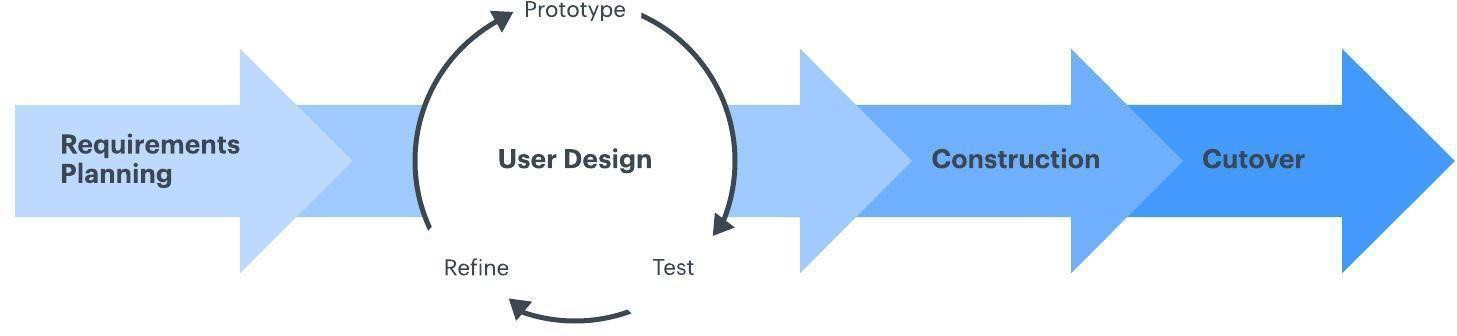 Prototype
Requirements
Planning
User Design
Construction
Cutover
Refine
Test